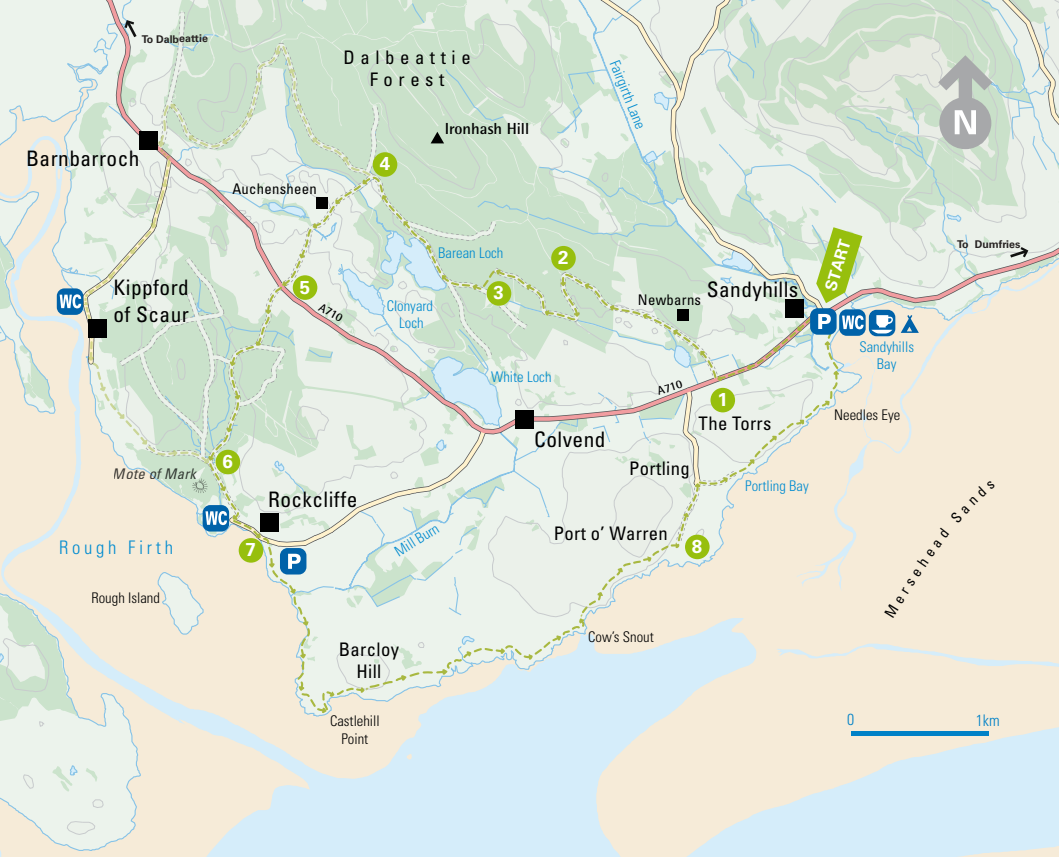 To Dalbeattie
Dalbeattie
Forest
Fairgirth Lane
Ironhash Hill
N
Barnbarroch
4
Auchensheen
START
To Dumfries
Barean Loch
2
WC
Kippford
of Scaur
5
3
Newbarns
Sandyhills
A710
Clonyard
Loch
P
WC
Sandyhills
Bay
White Loch
A710
1
The Torrs
Needles Eye
Colvend
6
Mote of Mark
Portling
Portling Bay
Rockcliffe
WC
Mill Burn
Port o' Warren
8
Rough Firth
7
P
Mersehead Sands
Rough Island
Cow's Snout
Barcloy
Hill
Castlehill
Point
0
1km